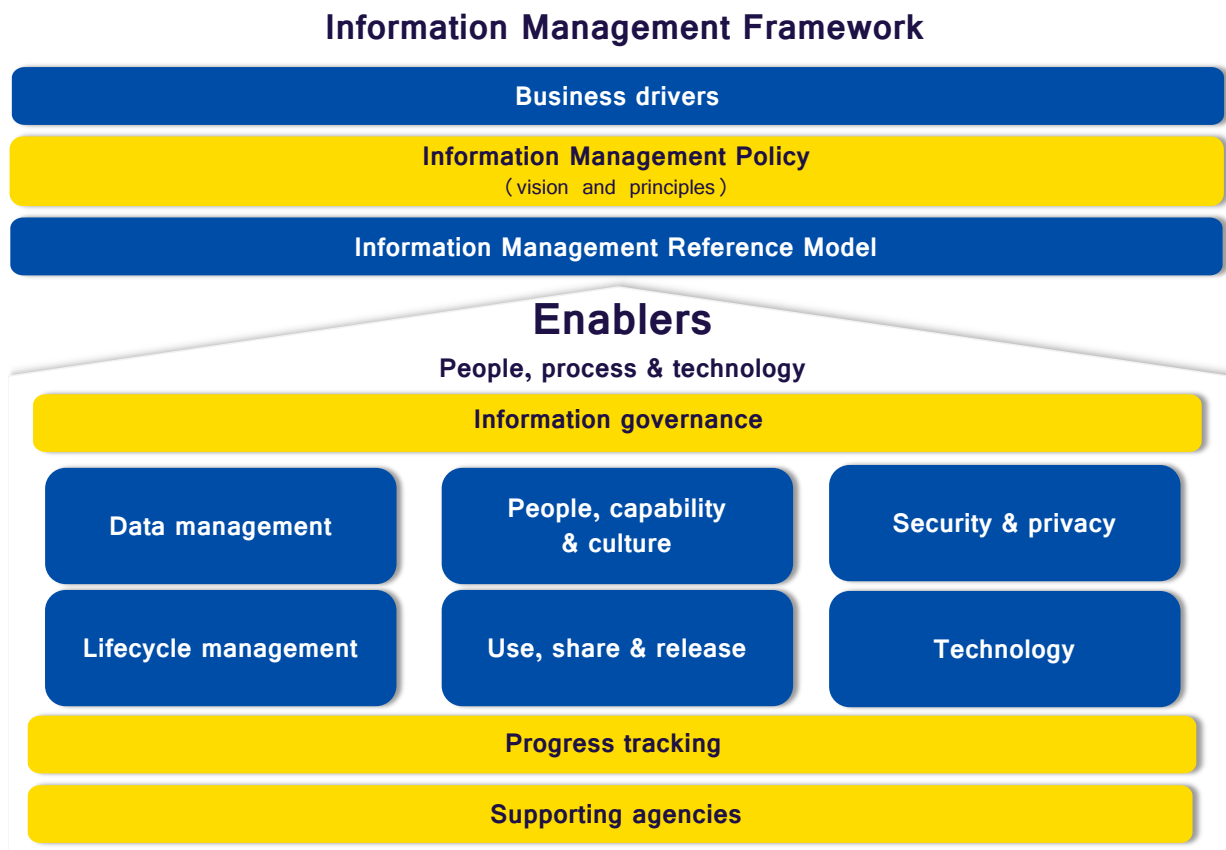 Information Management Framework
Business drivers
Information Management Policy
(vision and principles)
Information Management Reference Model
Enablers
People, process & technology
Information governance
Data management
People, capability
& culture
Security & privacy
Lifecycle management
Use, share & release
Technology
Progress tracking
Supporting agencies